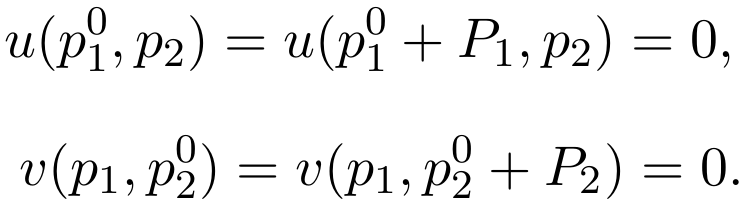 $u(p_1^0, p_2) = u(p_1^0 + P_1, p_2) = 0,$
$v(p_1, p_2^0) = v(p_1, p_2^0 + P_2) = 0.$